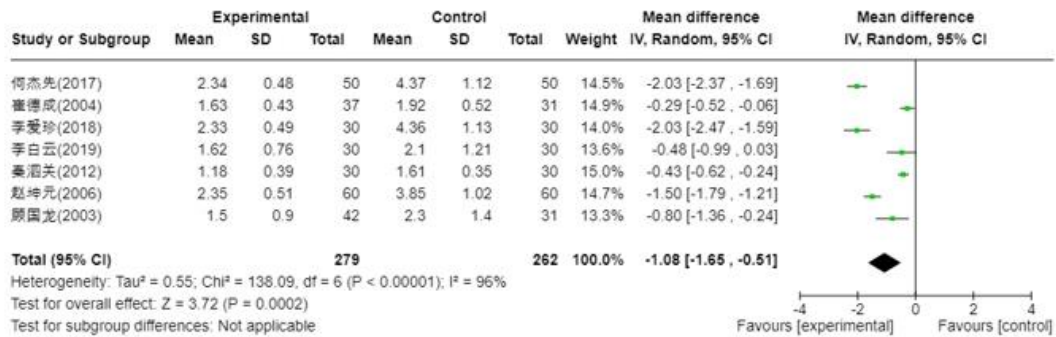 Experimental Control Mean difference Mean difference
Study or Subgroup Mean SD Total Mean SD Total Weight IV, Random, 95% CI IV, Random, 95% CI
何杰先(2017) 2.34 0.48 50 4.37 1.12 50 14.5% -2.03 [-2.37 , -1.69]
崔德成(2004) 1.63 0.43 37 1.92 0.52 31 14.9% -0.29 [-0.52 , -0.06]
李爱珍(2018) 2.33 0.49 30 4.36 1.13 30 14.0% -2.03 [-2.47 , -1.59]
李白云(2019) 1.62 0.76 30 2.1 1.21 30 13.6% -0.48 [-0.99 , 0.03]
秦泗关(2012) 1.18 0.39 30 1.61 0.35 30 15.0% -0.43 [-0.62 , -0.24]
赵坤元(2006) 2.35 0.51 60 3.85 1.02 60 14.7% -1.50 [-1.79 , -1.21]
顾国龙(2003) 1.5 0.9 42 2.3 1.4 31 13.3% -0.80 [-1.36 , -0.24]
Total (95% CI) 279 262 100.0% -1.08 [-1.65 , -0.51]
Heterogeneity: Tau² = 0.55; Chi² = 138.09, df = 6 (P < 0.00001); I² = 96%
Test for overall effect: Z = 3.72 (P = 0.0002)
Test for subgroup differences: Not applicable
-4 -2 0 2 4
Favours [experimental] Favours [control]